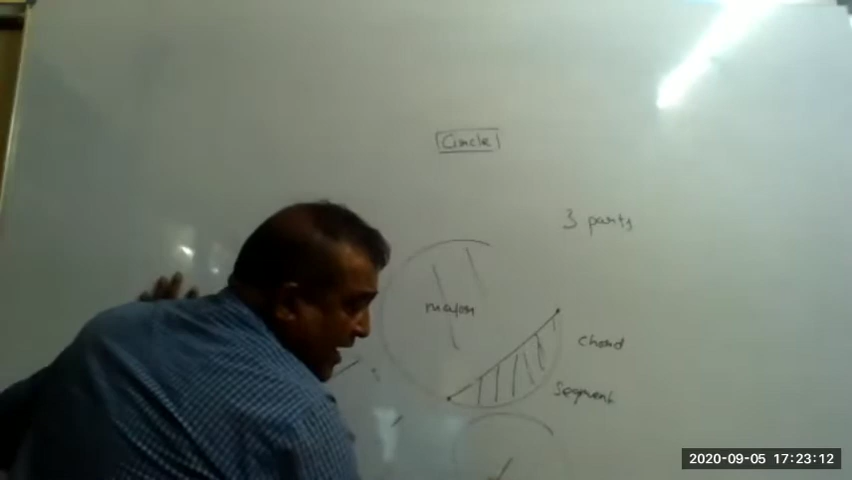 Circle
3 parts
major
chord
segment
2020-09-05 17:23:12